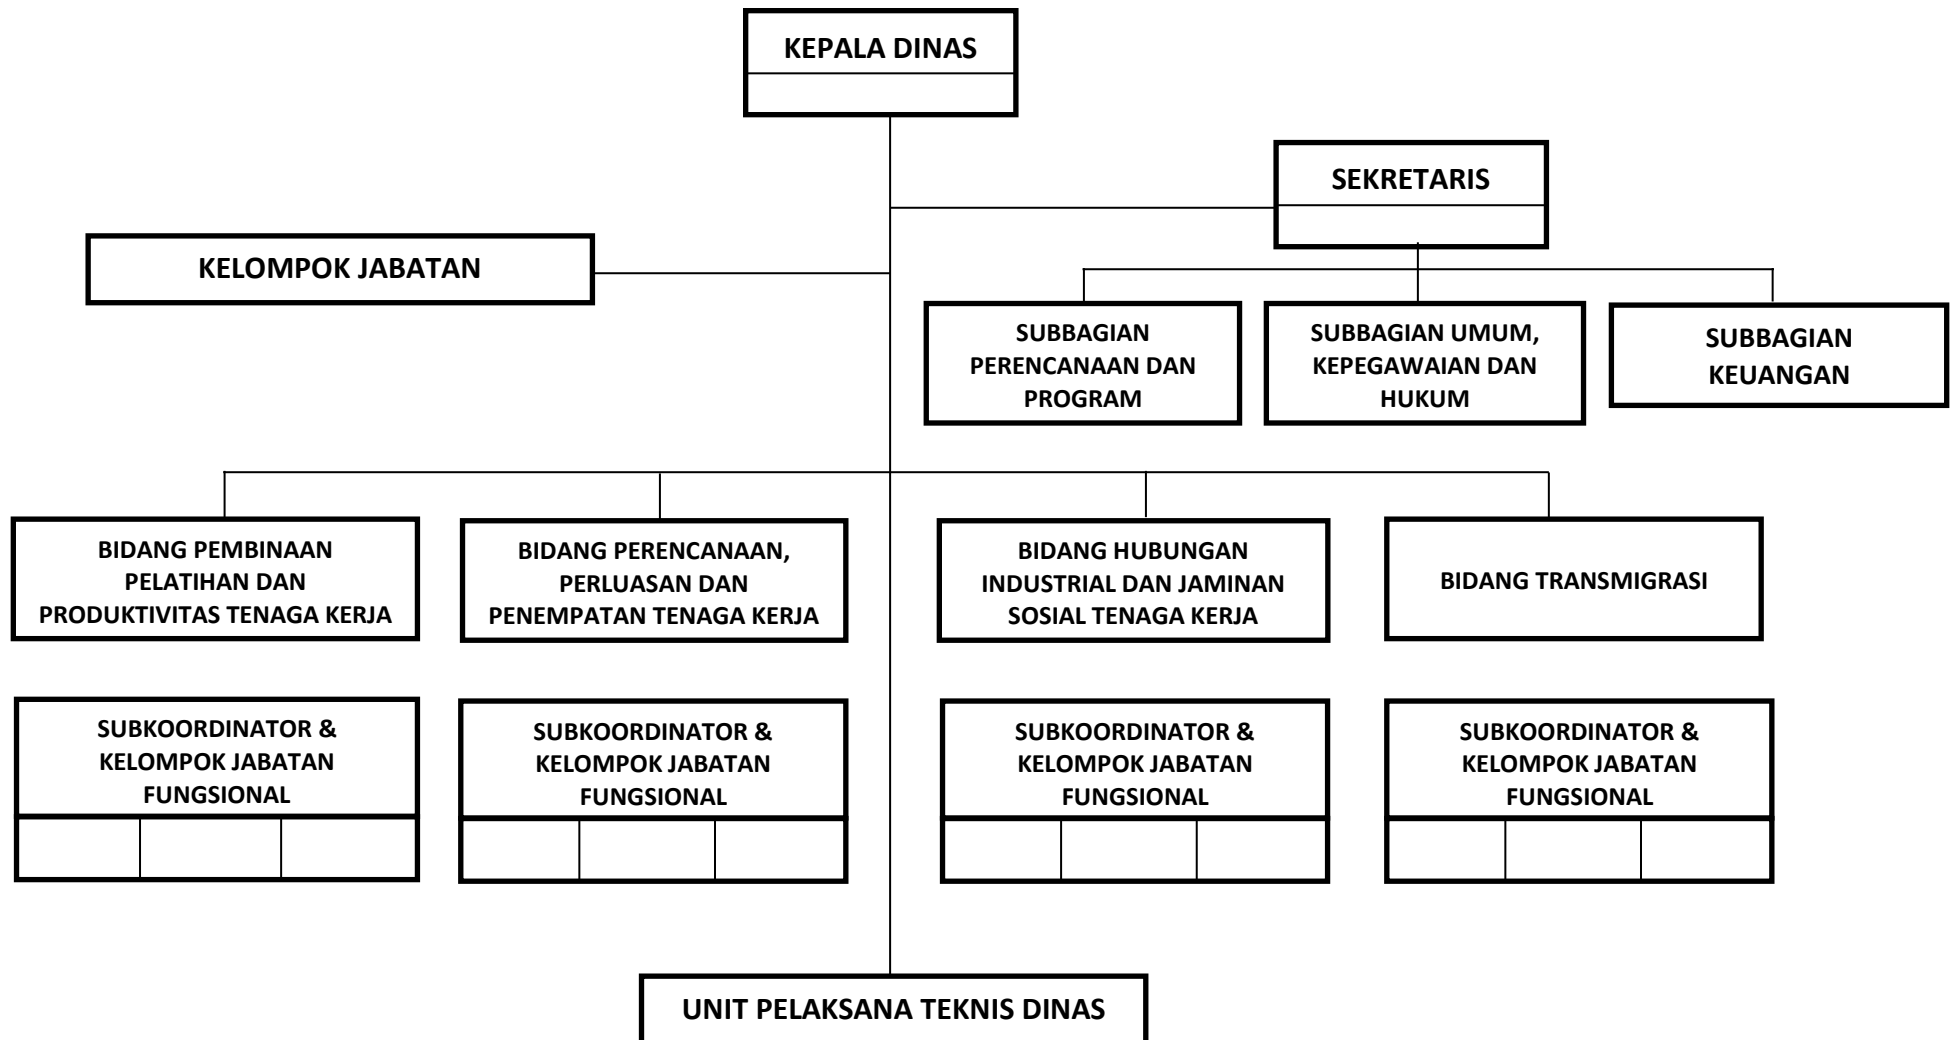 KEPALA DINAS
SEKRETARIS
KELOMPOK JABATAN
SUBBAGIAN
PERENCANAAN DAN
PROGRAM
SUBBAGIAN UMUM,
KEPEGAWAIAN DAN
HUKUM
SUBBAGIAN
KEUANGAN
BIDANG PEMBINAAN
PELATIHAN DAN
PRODUKTIVITAS TENAGA KERJA
BIDANG PERENCANAAN,
PERLUASAN DAN
PENEMPATAN TENAGA KERJA
BIDANG HUBUNGAN
INDUSTRIAL DAN JAMINAN
SOSIAL TENAGA KERJA
BIDANG TRANSMIGRASI
SUBKOORDINATOR &
KELOMPOK JABATAN
FUNGSIONAL
SUBKOORDINATOR &
KELOMPOK JABATAN
FUNGSIONAL
SUBKOORDINATOR &
KELOMPOK JABATAN
FUNGSIONAL
SUBKOORDINATOR &
KELOMPOK JABATAN
FUNGSIONAL
UNIT PELAKSANA TEKNIS DINAS